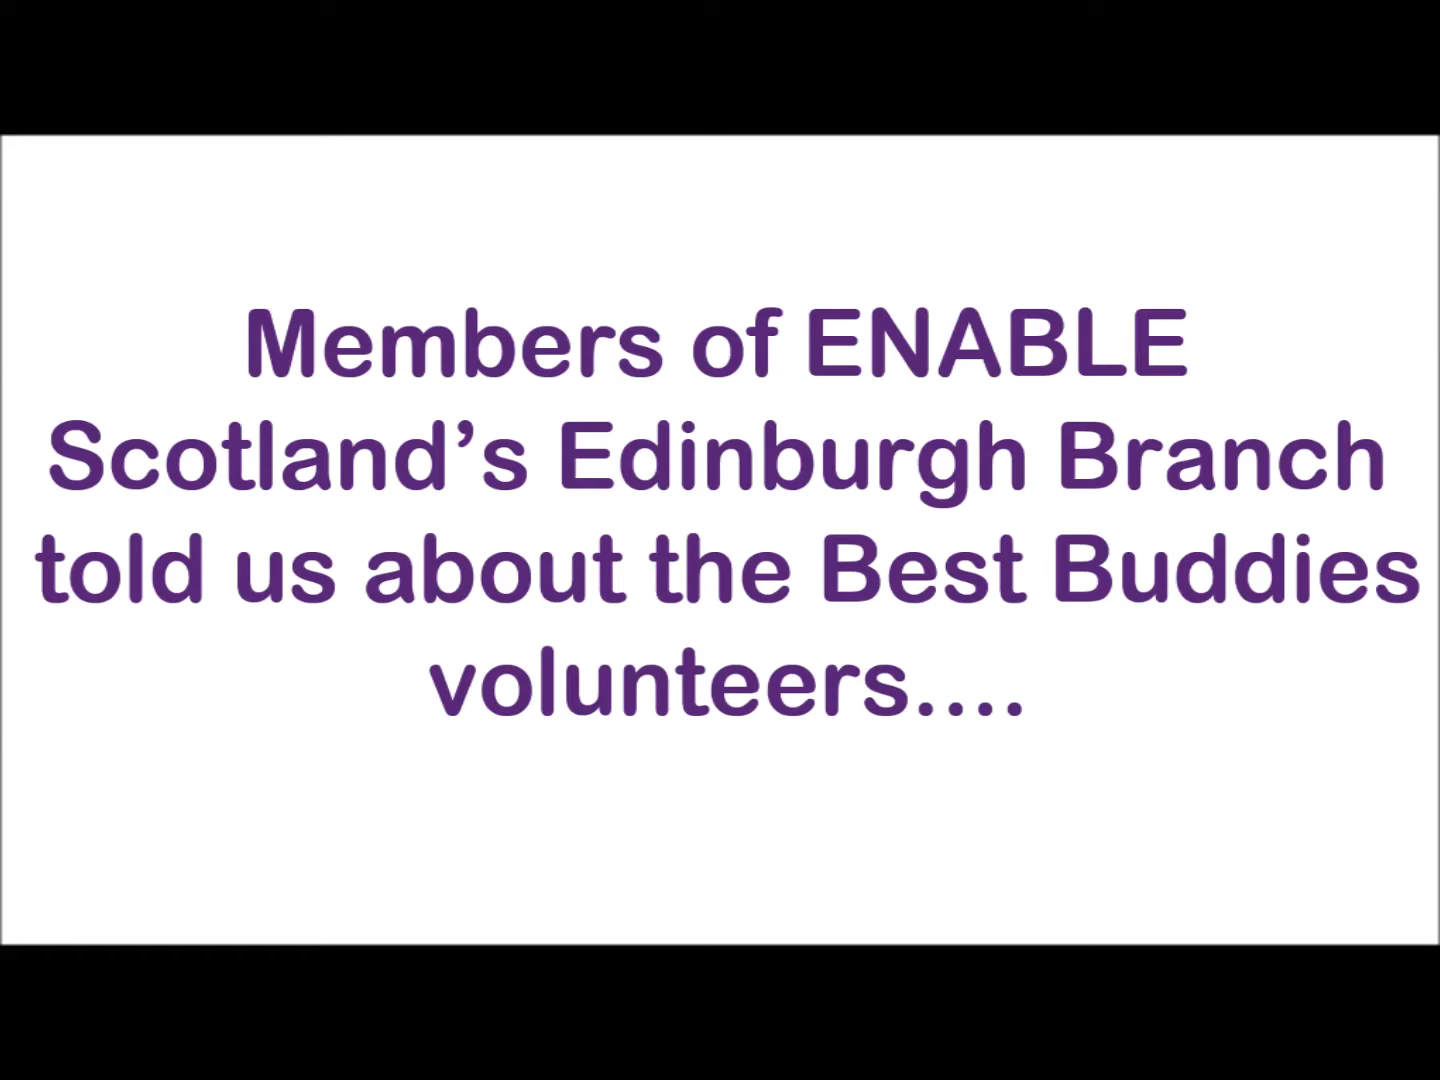 Members of ENABLE
Scotland’s Edinburgh Branch
told us about the Best Buddies
volunteers....